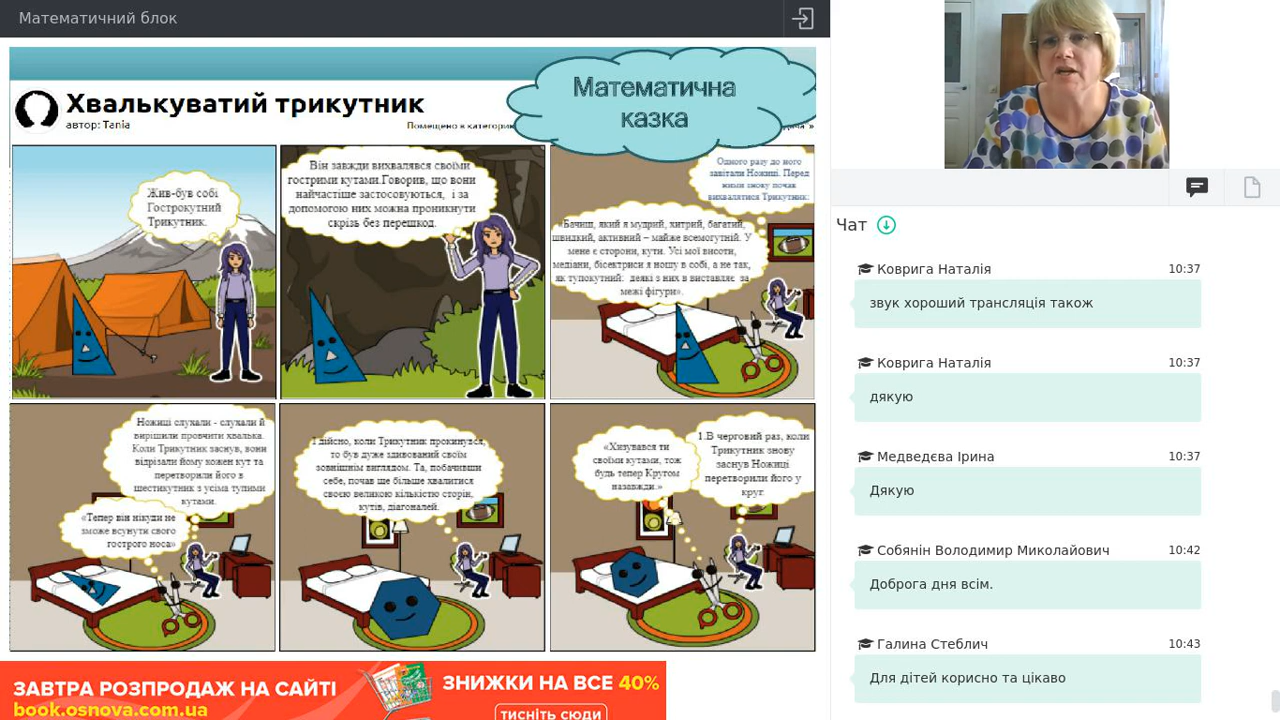 Математичний блок
Математична
казка
Хвалькуватий трикутник
автор: Tania
Помещено в категори
Жив-був собі
Гострокутний
Трикутник.
Він завжди вихвалявся своїми
гострими кутами.Говорив, що вони
найчастіше застосовуються, і за
допомогою них можна проникнути
скрізь без перешкод.
Одного разу до його
завітали Ножиці. Перед
ними знову почав
вихвалятися Трикутник:
«Бачиш, який я мудрий, хитрий, багатий,
швидкий, активний – майже всемогутній. У
мене є сторони, кути. Усі мої висоти,
медіани, бісектриси я ношу в собі, а не так,
як тупокутний: деякі з них в виставляє за
межі фігури».
Ножиці слухали - слухали й
вирішили провчити хвалька.
Коли Трикутник заснув, вони
відрізали йому кожен кут та
перетворили його в
шестикутник з усіма тупими
кутами.
«Тепер він нікуди не
зможе всунути свого
гострого носа»
І дійсно, коли Трикутник прокинувся,
то був дуже здивований своїм
зовнішнім виглядом. Та, побачивши
себе, почав ще більше хвалитися
своєю великою кількістю сторін,
кутів, діагоналей.
«Хизувався ти
своїми кутами, тож
будь тепер Кругом
назавжди.»
1.В черговий раз, коли
Трикутник знову
заснув Ножиці
перетворили його у
круг.
ЗАВТРА РОЗПРОДАЖ НА САЙТІ
book.osnova.com.ua
ЗНИЖКИ НА ВСЕ 40%
тисніть сюди
Чат
Коврига Наталія 10:37
звук хороший трансляція також
Коврига Наталія 10:37
дякую
Медведєва Ірина 10:37
Дякую
Собянін Володимир Миколайович 10:42
Доброга дня всім.
Галина Стеблич 10:43
Для дітей корисно та цікаво